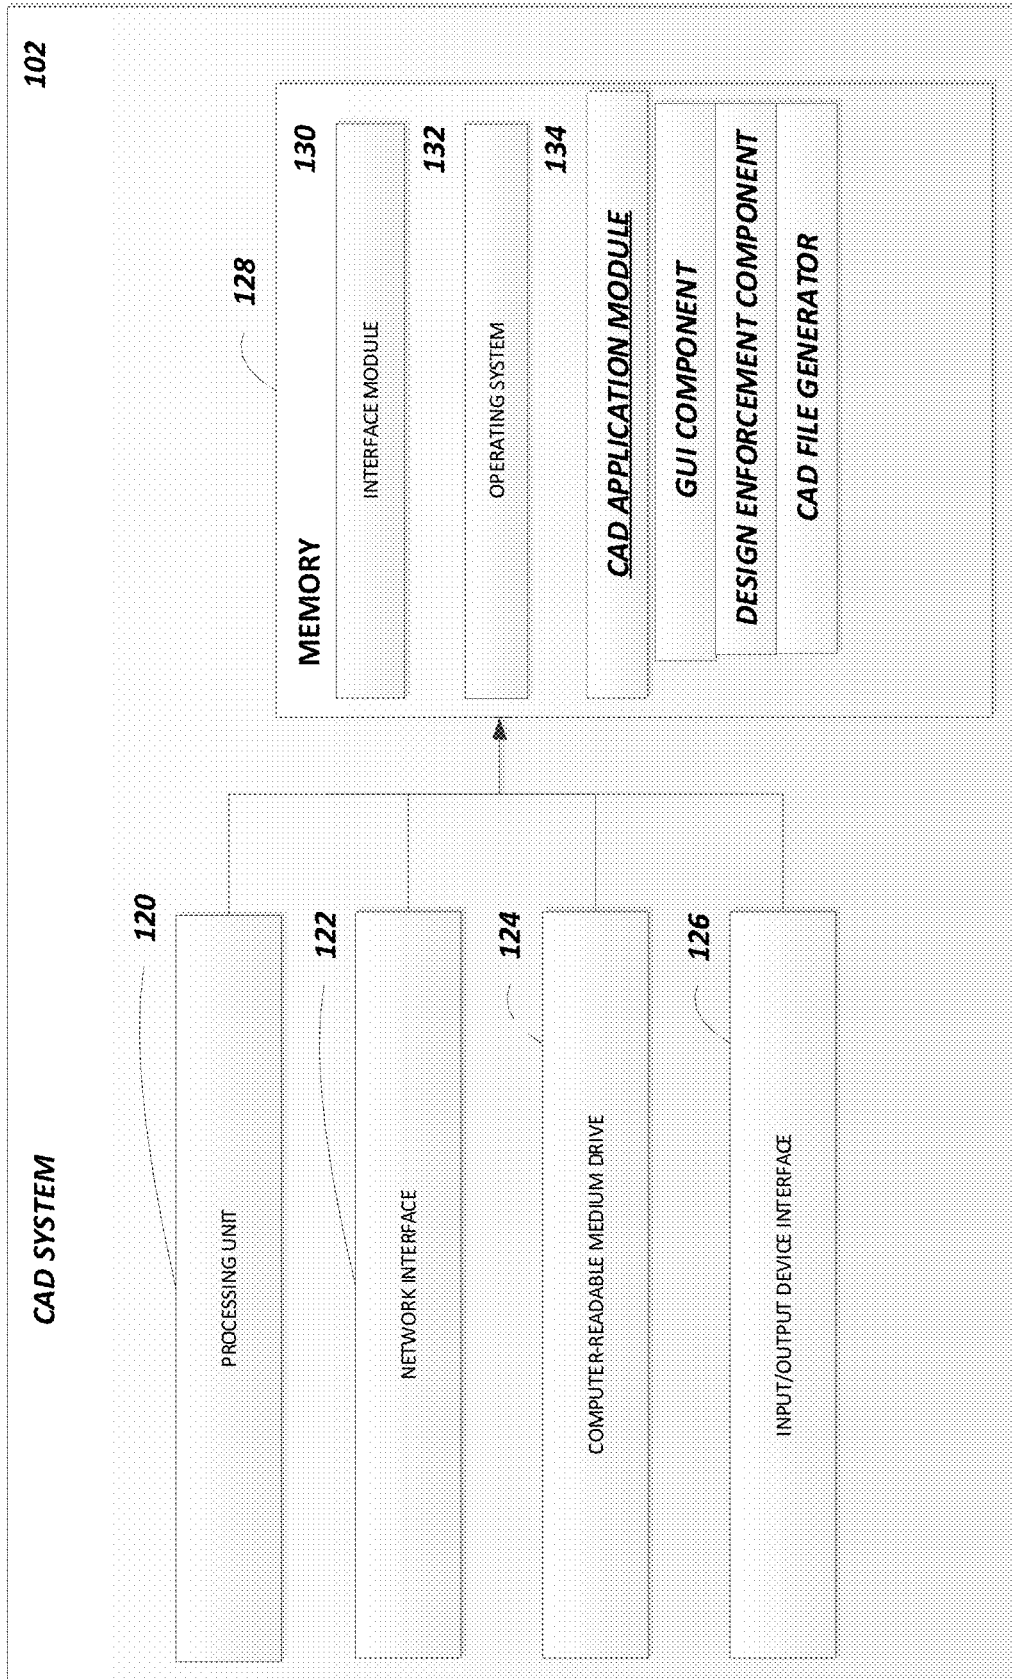 CAD SYSTEM
102
120
PROCESSING UNIT
122
NETWORK INTERFACE
124
COMPUTER-READABLE MEDIUM DRIVE
126
INPUT/OUTPUT DEVICE INTERFACE
128
MEMORY
130
INTERFACE MODULE
132
OPERATING SYSTEM
134
CAD APPLICATION MODULE
GUI COMPONENT
DESIGN ENFORCEMENT COMPONENT
CAD FILE GENERATOR